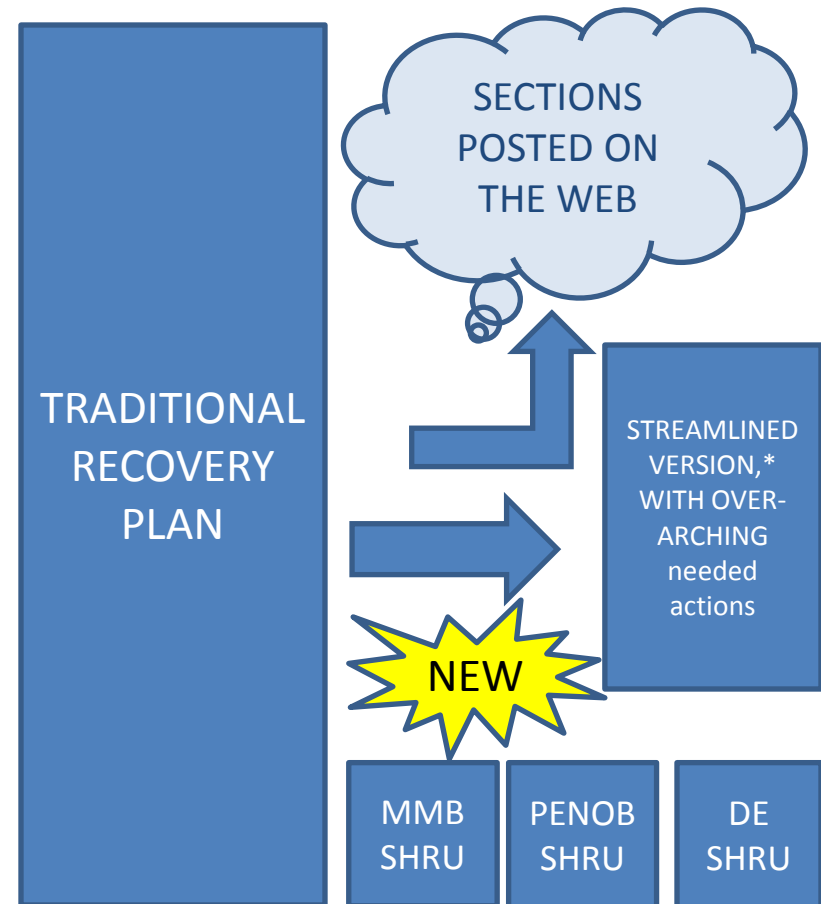 SECTIONS
POSTED ON
THE WEB
TRADITIONAL
RECOVERY
PLAN
STREAMLINED
VERSION,*
WITH OVER-
ARCHING
needed
actions
NEW
MMB
SHRU
PENOB
SHRU
DE
SHRU